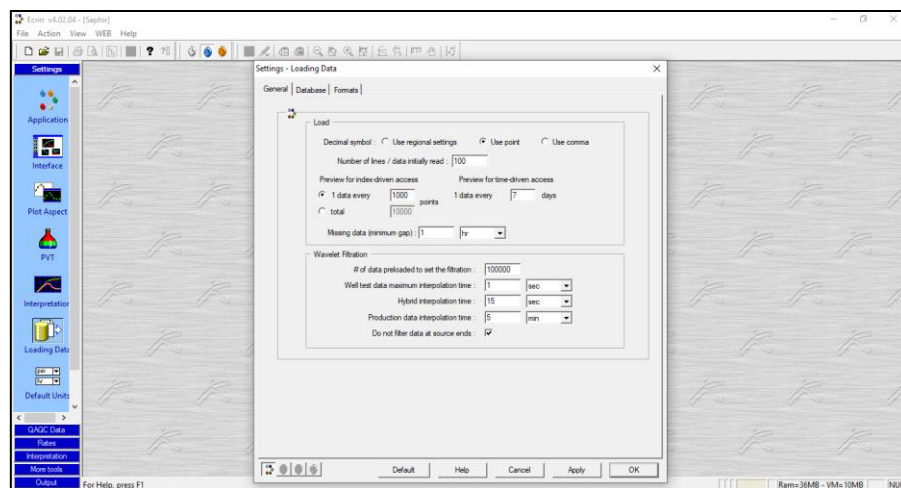 Ecrin v4.02.04 - [Saphir]
File Action View WEB Help
Settings
Application
Interface
Plot Aspect
PVT
Interpretation
Loading Data
Default Units
QAQC Data
Rates
Interpretation
More tools
Output
Settings - Loading Data
General Database Formats
Load
Decimal symbol : Use regional settings Use point Use comma
Number of lines / data initially read : 100
Preview for index-driven access Preview for time-driven access
1 data every 1000 points 1 data every 7 days
total 10000
Missing data (minimum gap) : 1 hr
Wavelet Filtration
# of data preloaded to set the filtration : 100000
Well test data maximum interpolation time : 1 sec
Hybrid interpolation time : 15 sec
Production data interpolation time : 5 min
Do not filter data at source ends :
Default Help Cancel Apply OK
For Help, press F1
Ram=36MB - VM=10MB NU